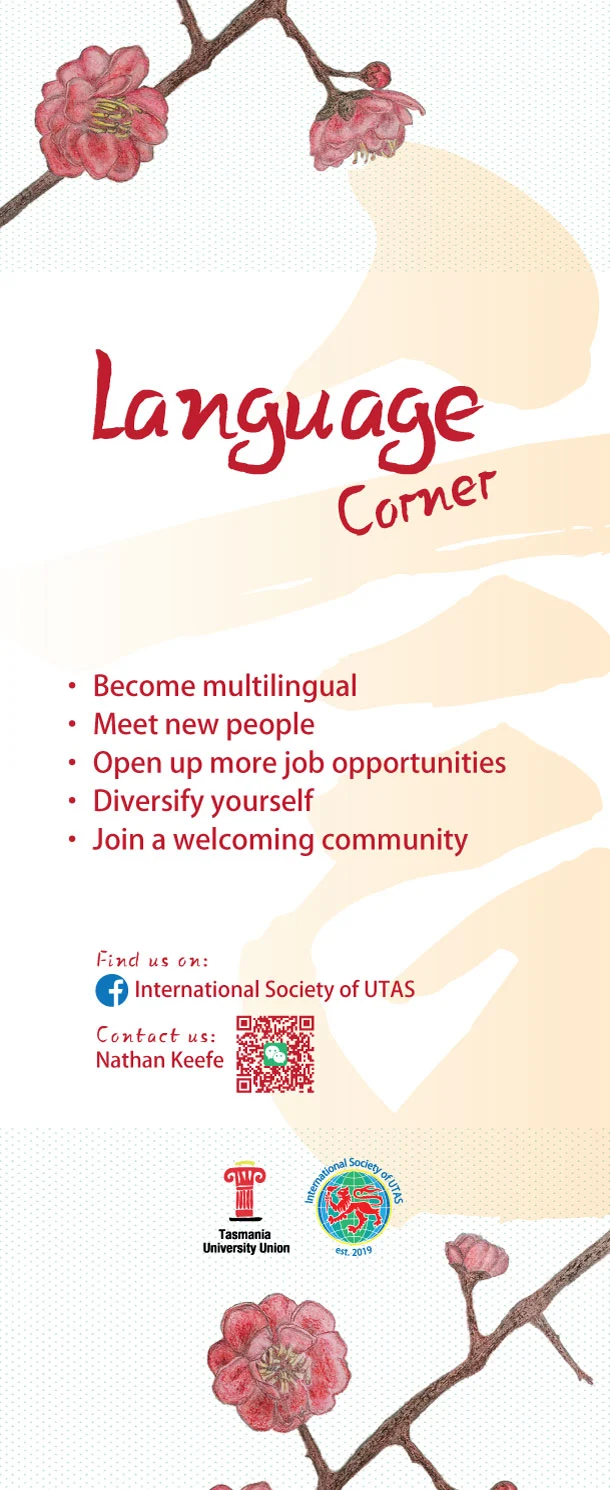 Language
Corner
• Become multilingual
• Meet new people
• Open up more job opportunities
• Diversify yourself
• Join a welcoming community
Find us on:
International Society of UTAS
Contact us:
Nathan Keefe
Tasmania
University Union
International Society of UTAS
est. 2019